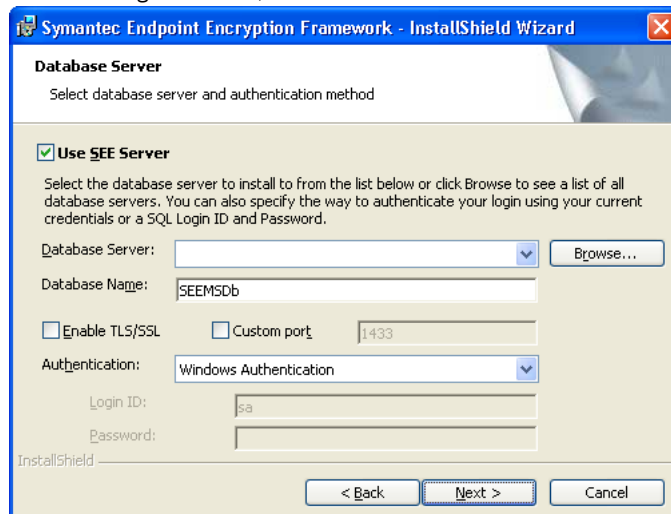 Symantec Endpoint Encryption Framework - InstallShield Wizard
Database Server
Select database server and authentication method
Use SEE Server
Select the database server to install to from the list below or click Browse to see a list of all
database servers. You can also specify the way to authenticate your login using your current
credentials or a SQL Login ID and Password.
Database Server: Browse...
Database Name: SEEMSDb
Enable TLS/SSL Custom port 1433
Authentication: Windows Authentication
Login ID: sa
Password:
InstallShield
< Back Next > Cancel